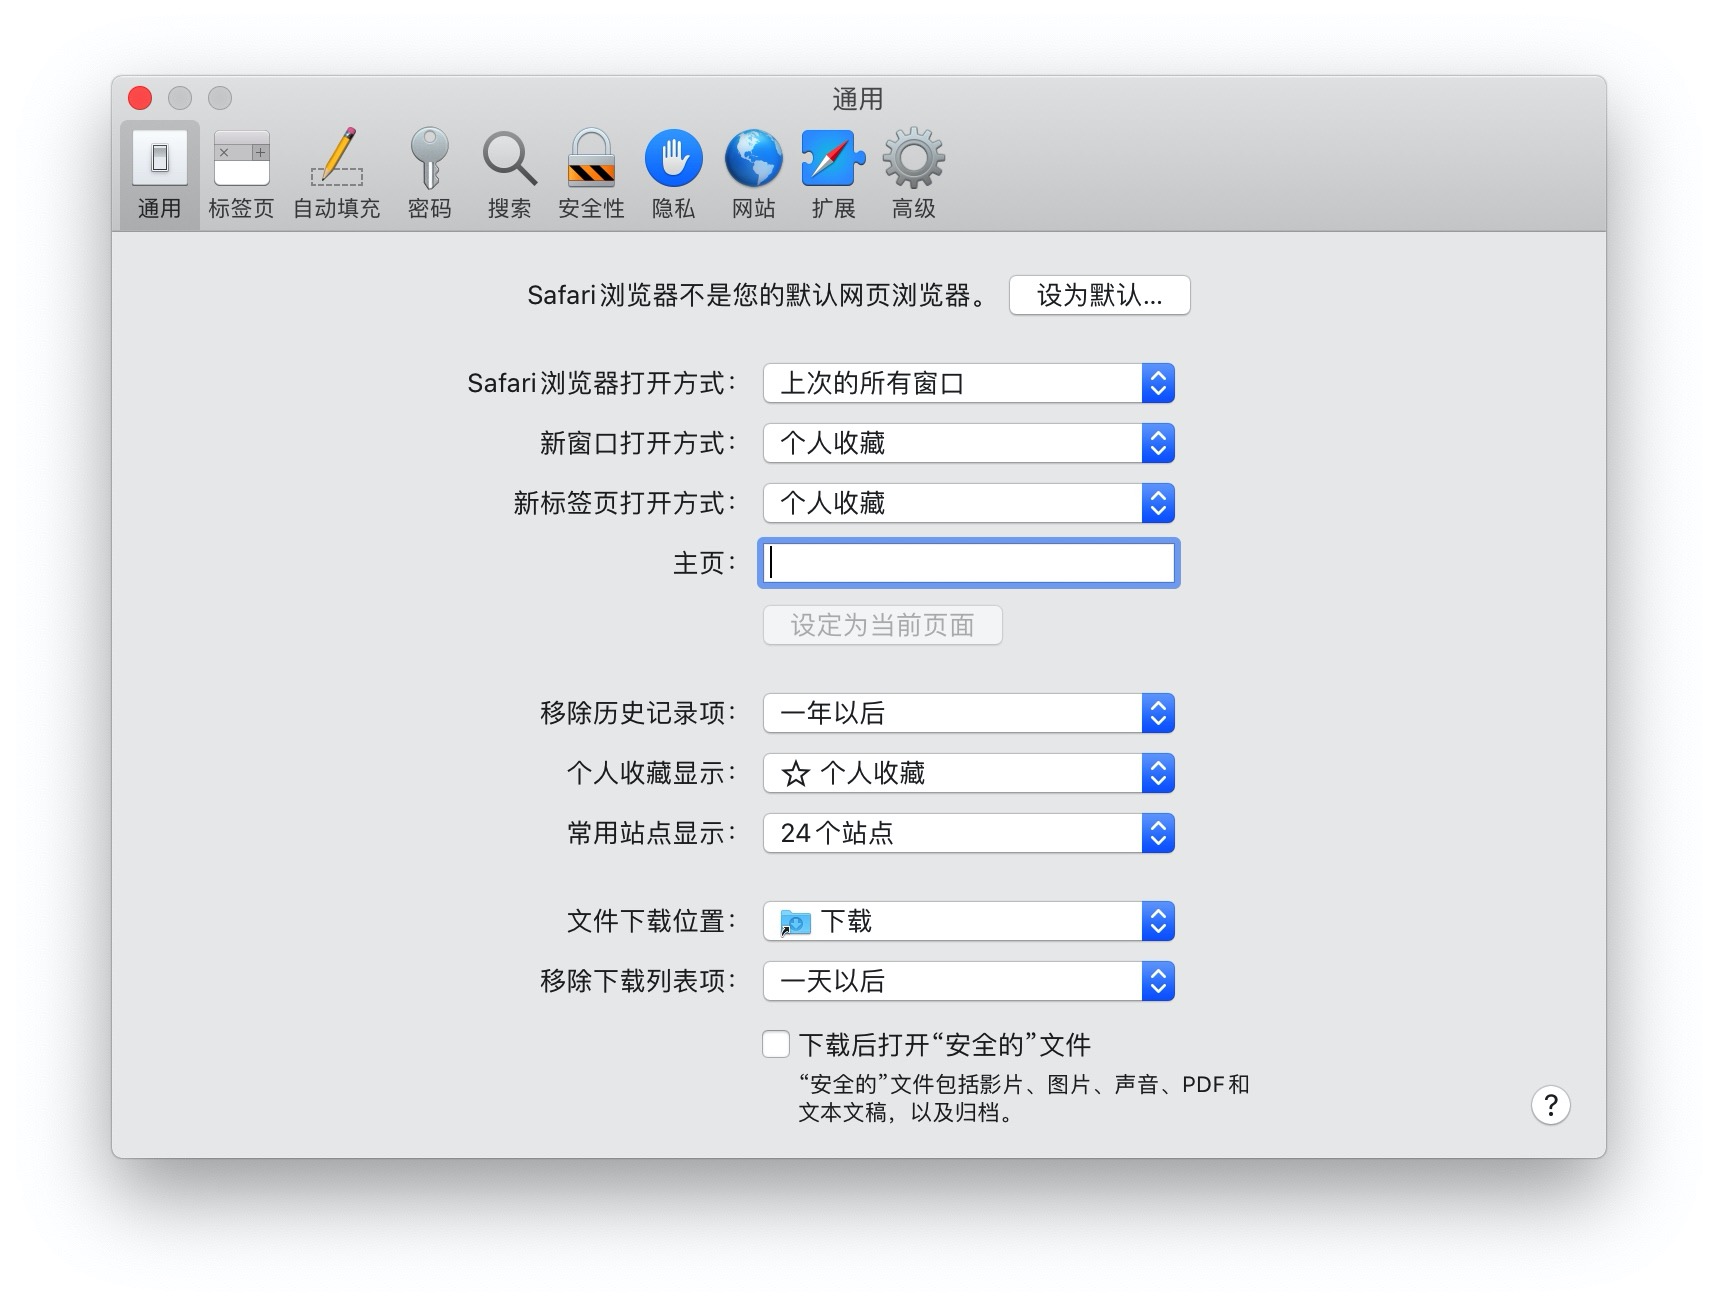 通用
通用
标签页
自动填充
密码
搜索
安全性
隐私
网站
扩展
高级
Safari浏览器不是您的默认网页浏览器。 设为默认...
Safari浏览器打开方式： 上次的所有窗口
新窗口打开方式： 个人收藏
新标签页打开方式： 个人收藏
主页：
设定为当前页面
移除历史记录项： 一年以后
个人收藏显示： 个人收藏
常用站点显示： 24个站点
文件下载位置： 下载
移除下载列表项： 一天以后
下载后打开“安全的”文件
“安全的”文件包括影片、图片、声音、PDF和
文本文稿，以及归档。
?